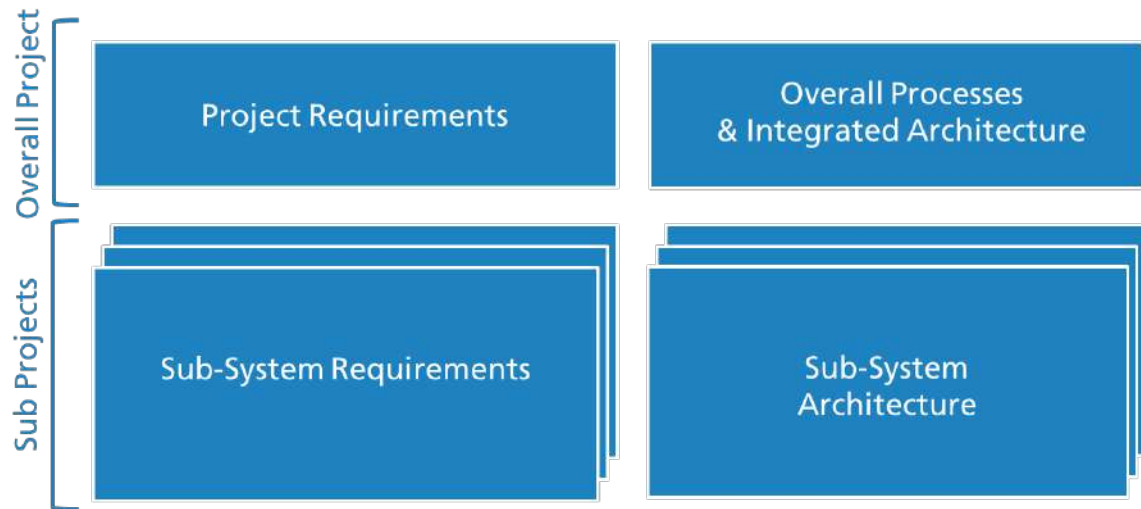 Overall Project
Project Requirements
Overall Processes
& Integrated Architecture
Sub Projects
Sub-System Requirements
Sub-System
Architecture